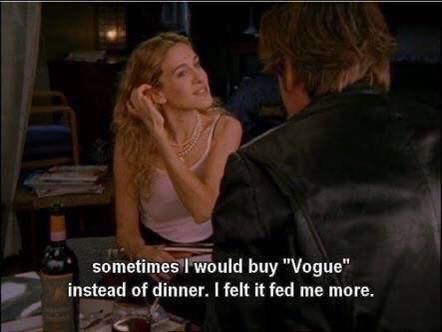 sometimes I would buy "Vogue"
instead of dinner. I felt it fed me more.